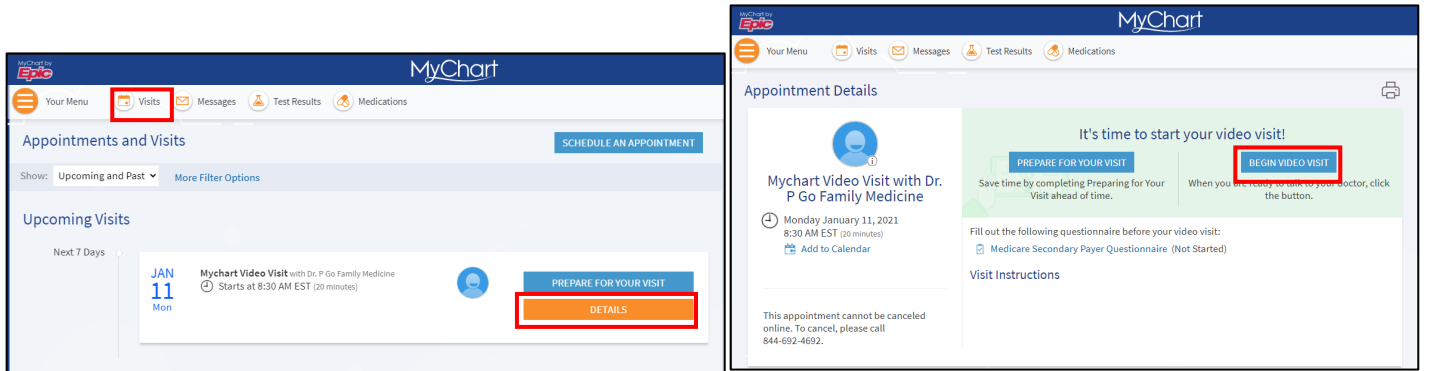 MyChart by
Epic
MyChart
Your Menu Visits Messages Test Results Medications
Appointments and Visits
SCHEDULE AN APPOINTMENT
Show: Upcoming and Past More Filter Options
Upcoming Visits
Next 7 Days
JAN
11
Mon
Mychart Video Visit with Dr. P Go Family Medicine
Starts at 8:30 AM EST (20 minutes)
PREPARE FOR YOUR VISIT
DETAILS
MyChart by
Epic
MyChart
Your Menu Visits Messages Test Results Medications
Appointment Details
Mychart Video Visit with Dr.
P Go Family Medicine
Monday January 11, 2021
8:30 AM EST (20 minutes)
Add to Calendar
This appointment cannot be canceled
online. To cancel, please call
844-692-4692.
It's time to start your video visit!
PREPARE FOR YOUR VISIT
Save time by completing Preparing for Your
Visit ahead of time.
BEGIN VIDEO VISIT
When you are ready to talk to your doctor, click
the button.
Fill out the following questionnaire before your video visit:
Medicare Secondary Payer Questionnaire (Not Started)
Visit Instructions